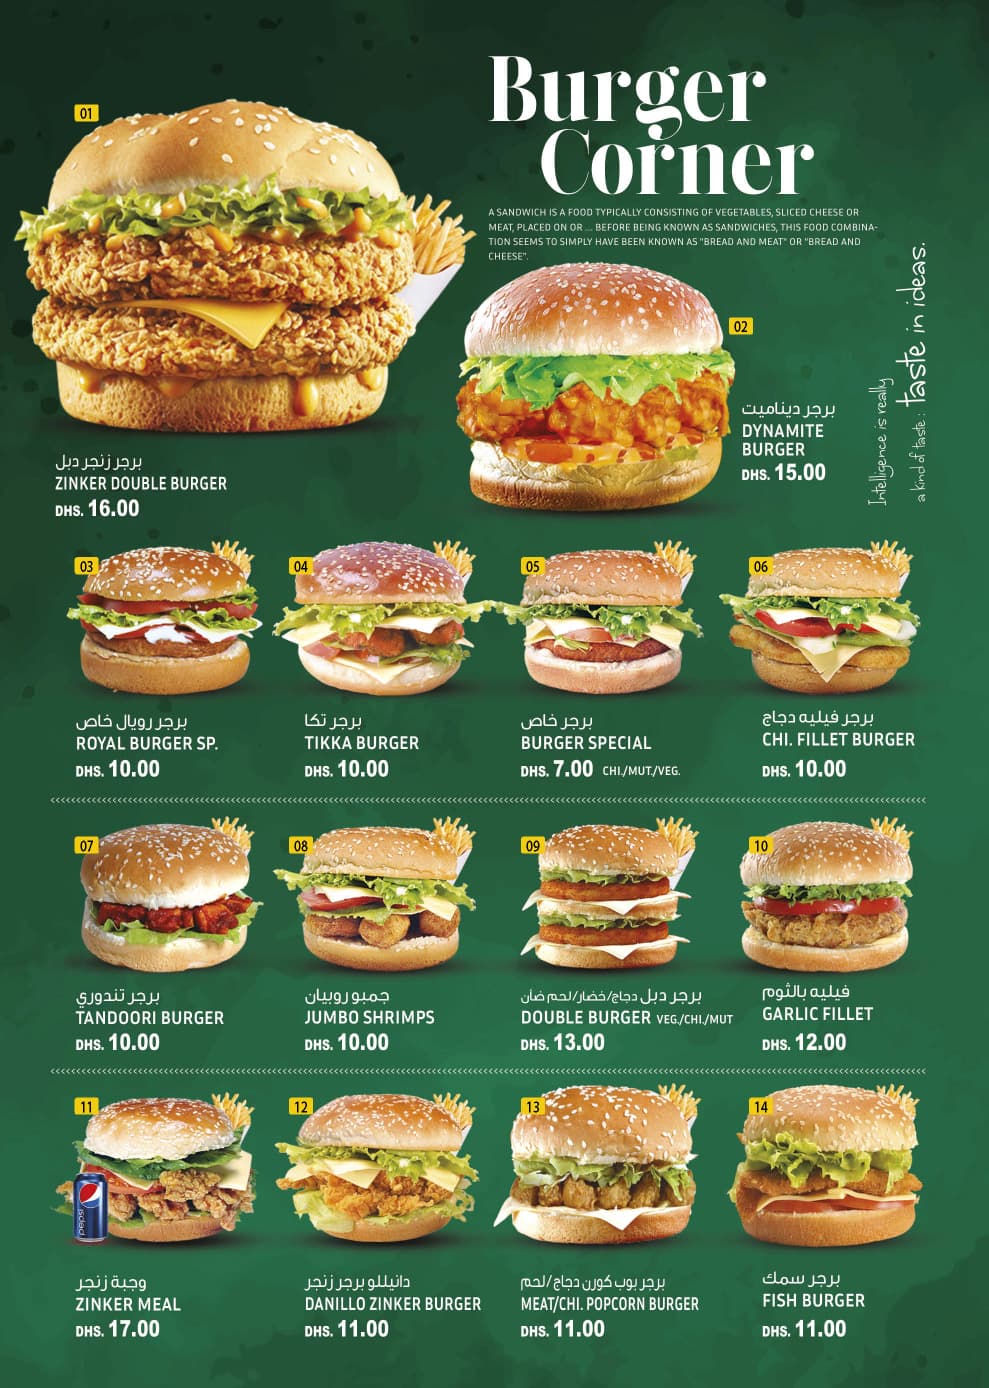 Burger
Corner
A SANDWICH IS A FOOD TYPICALLY CONSISTING OF VEGETABLES, SLICED CHEESE OR
MEAT, PLACED ON OR ... BEFORE BEING KNOWN AS SANDWICHES, THIS FOOD COMBINA-
TION SEEMS TO SIMPLY HAVE BEEN KNOWN AS "BREAD AND MEAT" OR "BREAD AND
CHEESE".
Intelligence is really
a kind of taste : taste in ideas.
01
برجر زنجر دبل
ZINKER DOUBLE BURGER
DHS. 16.00
02
برجر ديناميت
DYNAMITE
BURGER
DHS. 15.00
03
برجر رويال خاص
ROYAL BURGER SP.
DHS. 10.00
04
برجر تكا
TIKKA BURGER
DHS. 10.00
05
برجر خاص
BURGER SPECIAL
DHS. 7.00 CHI./MUT./VEG.
06
برجر فيليه دجاج
CHI. FILLET BURGER
DHS. 10.00
07
برجر تندوري
TANDOORI BURGER
DHS. 10.00
08
جمبو روبيان
JUMBO SHRIMPS
DHS. 10.00
09
برجر دبل دجاج/خضار/لحم ضأن
DOUBLE BURGER VEG./CHI./MUT
DHS. 13.00
10
فيليه بالثوم
GARLIC FILLET
DHS. 12.00
11
pepsi
وجبة زنجر
ZINKER MEAL
DHS. 17.00
12
دانيللو برجر زنجر
DANILLO ZINKER BURGER
DHS. 11.00
13
برجر بوب كورن دجاج/لحم
MEAT/CHI. POPCORN BURGER
DHS. 11.00
14
برجر سمك
FISH BURGER
DHS. 11.00